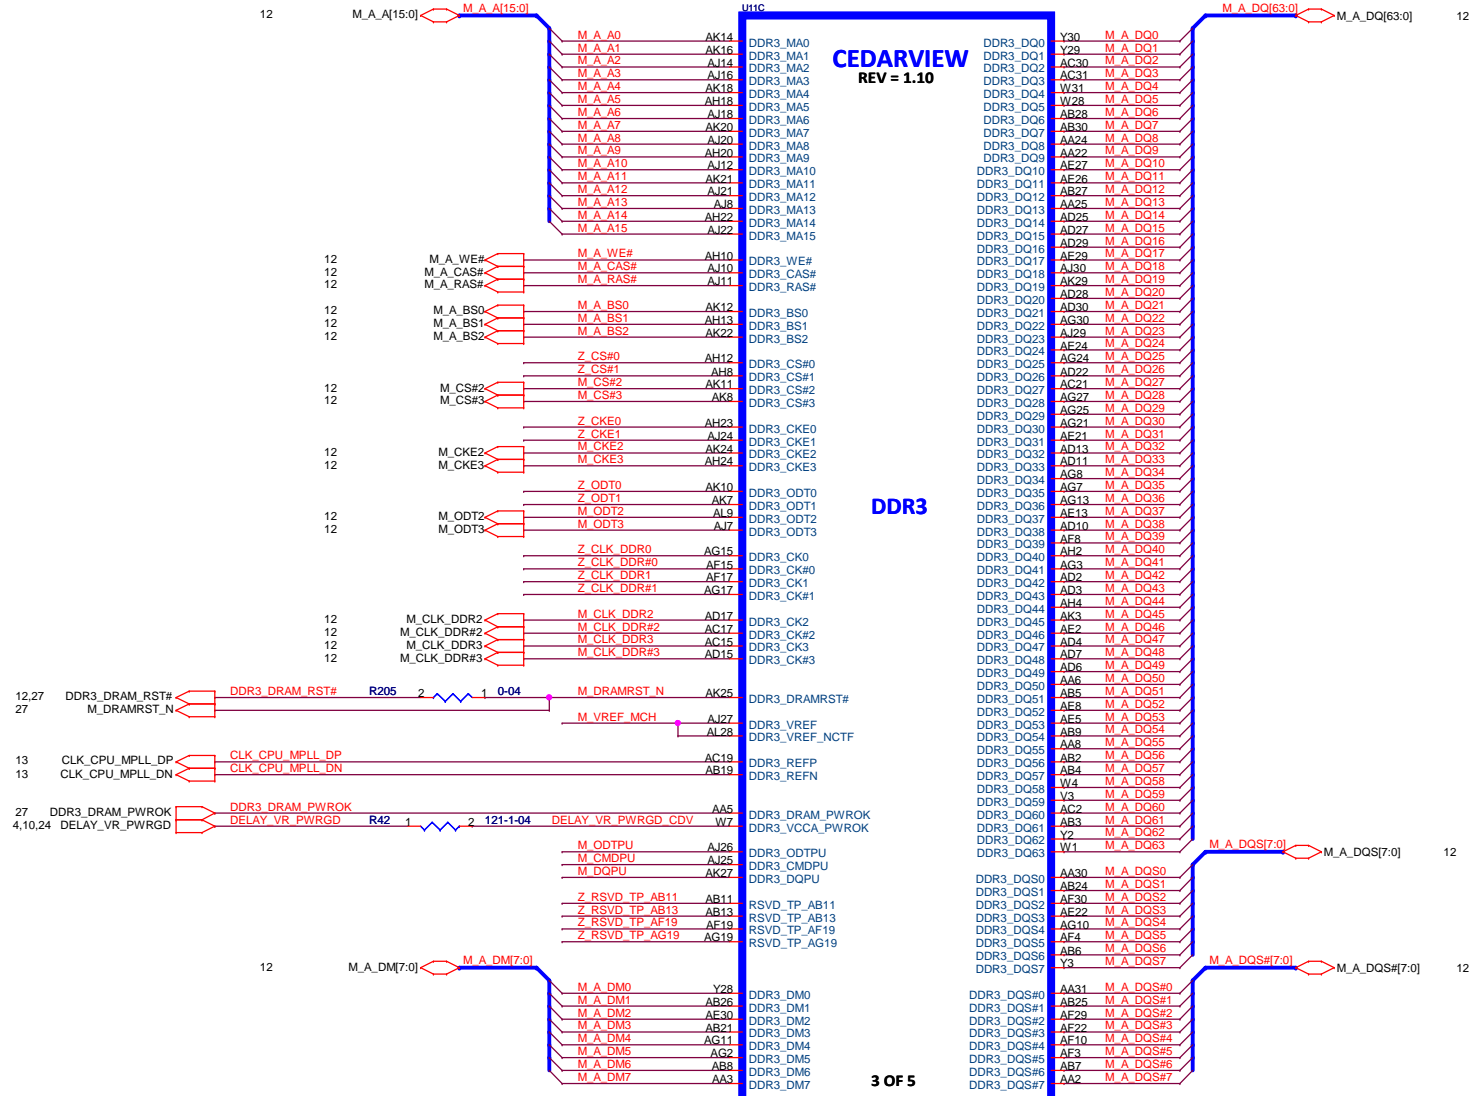 U11C
CEDARVIEW
REV = 1.10
DDR3
3 OF 5
12 M_A_A[15:0] M_A_A[15:0]
M_A_A0 AK14 DDR3_MA0
M_A_A1 AK16 DDR3_MA1
M_A_A2 AJ14 DDR3_MA2
M_A_A3 AJ16 DDR3_MA3
M_A_A4 AK18 DDR3_MA4
M_A_A5 AH18 DDR3_MA5
M_A_A6 AJ18 DDR3_MA6
M_A_A7 AK20 DDR3_MA7
M_A_A8 AJ20 DDR3_MA8
M_A_A9 AH20 DDR3_MA9
M_A_A10 AJ12 DDR3_MA10
M_A_A11 AK21 DDR3_MA11
M_A_A12 AJ21 DDR3_MA12
M_A_A13 AJ8 DDR3_MA13
M_A_A14 AH22 DDR3_MA14
M_A_A15 AJ22 DDR3_MA15
12 M_A_WE# M_A_WE# AH10 DDR3_WE#
12 M_A_CAS# M_A_CAS# AJ10 DDR3_CAS#
12 M_A_RAS# M_A_RAS# AJ11 DDR3_RAS#
12 M_A_BS0 M_A_BS0 AK12 DDR3_BS0
12 M_A_BS1 M_A_BS1 AH13 DDR3_BS1
12 M_A_BS2 M_A_BS2 AK22 DDR3_BS2
Z_CS#0 AH12 DDR3_CS#0
Z_CS#1 AH8 DDR3_CS#1
12 M_CS#2 M_CS#2 AK11 DDR3_CS#2
12 M_CS#3 M_CS#3 AK8 DDR3_CS#3
Z_CKE0 AH23 DDR3_CKE0
Z_CKE1 AJ24 DDR3_CKE1
12 M_CKE2 M_CKE2 AK24 DDR3_CKE2
12 M_CKE3 M_CKE3 AH24 DDR3_CKE3
Z_ODT0 AK10 DDR3_ODT0
Z_ODT1 AK7 DDR3_ODT1
12 M_ODT2 M_ODT2 AL9 DDR3_ODT2
12 M_ODT3 M_ODT3 AJ7 DDR3_ODT3
Z_CLK_DDR0 AG15 DDR3_CK0
Z_CLK_DDR#0 AF15 DDR3_CK#0
Z_CLK_DDR1 AF17 DDR3_CK1
Z_CLK_DDR#1 AG17 DDR3_CK#1
12 M_CLK_DDR2 M_CLK_DDR2 AD17 DDR3_CK2
12 M_CLK_DDR#2 M_CLK_DDR#2 AC17 DDR3_CK#2
12 M_CLK_DDR3 M_CLK_DDR3 AC15 DDR3_CK3
12 M_CLK_DDR#3 M_CLK_DDR#3 AD15 DDR3_CK#3
12,27 DDR3_DRAM_RST# DDR3_DRAM_RST# R205 2 1 0-04 M_DRAMRST_N AK25 DDR3_DRAMRST#
27 M_DRAMRST_N
M_VREF_MCH AJ27 DDR3_VREF
AL28 DDR3_VREF_NCTF
13 CLK_CPU_MPLL_DP CLK_CPU_MPLL_DP AC19 DDR3_REFP
13 CLK_CPU_MPLL_DN CLK_CPU_MPLL_DN AB19 DDR3_REFN
27 DDR3_DRAM_PWROK DDR3_DRAM_PWROK AA5 DDR3_DRAM_PWROK
4,10,24 DELAY_VR_PWRGD DELAY_VR_PWRGD R42 1 2 121-1-04 DELAY_VR_PWRGD_CDV W7 DDR3_VCCA_PWROK
M_ODTPU AJ26 DDR3_ODTPU
M_CMDPU AJ25 DDR3_CMDPU
M_DQPU AK27 DDR3_DQPU
Z_RSVD_TP_AB11 AB11 RSVD_TP_AB11
Z_RSVD_TP_AB13 AB13 RSVD_TP_AB13
Z_RSVD_TP_AF19 AF19 RSVD_TP_AF19
Z_RSVD_TP_AG19 AG19 RSVD_TP_AG19
12 M_A_DM[7:0] M_A_DM[7:0]
M_A_DM0 Y28 DDR3_DM0
M_A_DM1 AB26 DDR3_DM1
M_A_DM2 AE30 DDR3_DM2
M_A_DM3 AB21 DDR3_DM3
M_A_DM4 AG11 DDR3_DM4
M_A_DM5 AG2 DDR3_DM5
M_A_DM6 AB8 DDR3_DM6
M_A_DM7 AA3 DDR3_DM7
M_A_DQ[63:0] M_A_DQ[63:0] 12
DDR3_DQ0 Y30 M_A_DQ0
DDR3_DQ1 Y29 M_A_DQ1
DDR3_DQ2 AC30 M_A_DQ2
DDR3_DQ3 AC31 M_A_DQ3
DDR3_DQ4 W31 M_A_DQ4
DDR3_DQ5 W28 M_A_DQ5
DDR3_DQ6 AB28 M_A_DQ6
DDR3_DQ7 AB30 M_A_DQ7
DDR3_DQ8 AA24 M_A_DQ8
DDR3_DQ9 AA22 M_A_DQ9
DDR3_DQ10 AE27 M_A_DQ10
DDR3_DQ11 AE26 M_A_DQ11
DDR3_DQ12 AB27 M_A_DQ12
DDR3_DQ13 AA25 M_A_DQ13
DDR3_DQ14 AD25 M_A_DQ14
DDR3_DQ15 AD27 M_A_DQ15
DDR3_DQ16 AD29 M_A_DQ16
DDR3_DQ17 AE29 M_A_DQ17
DDR3_DQ18 AJ30 M_A_DQ18
DDR3_DQ19 AK29 M_A_DQ19
DDR3_DQ20 AD28 M_A_DQ20
DDR3_DQ21 AD30 M_A_DQ21
DDR3_DQ22 AG30 M_A_DQ22
DDR3_DQ23 AJ29 M_A_DQ23
DDR3_DQ24 AE24 M_A_DQ24
DDR3_DQ25 AG24 M_A_DQ25
DDR3_DQ26 AD22 M_A_DQ26
DDR3_DQ27 AC21 M_A_DQ27
DDR3_DQ28 AG27 M_A_DQ28
DDR3_DQ29 AG25 M_A_DQ29
DDR3_DQ30 AG21 M_A_DQ30
DDR3_DQ31 AE21 M_A_DQ31
DDR3_DQ32 AD13 M_A_DQ32
DDR3_DQ33 AD11 M_A_DQ33
DDR3_DQ34 AG8 M_A_DQ34
DDR3_DQ35 AG7 M_A_DQ35
DDR3_DQ36 AG13 M_A_DQ36
DDR3_DQ37 AE13 M_A_DQ37
DDR3_DQ38 AD10 M_A_DQ38
DDR3_DQ39 AF8 M_A_DQ39
DDR3_DQ40 AH2 M_A_DQ40
DDR3_DQ41 AG3 M_A_DQ41
DDR3_DQ42 AD2 M_A_DQ42
DDR3_DQ43 AD3 M_A_DQ43
DDR3_DQ44 AH4 M_A_DQ44
DDR3_DQ45 AK3 M_A_DQ45
DDR3_DQ46 AE2 M_A_DQ46
DDR3_DQ47 AD4 M_A_DQ47
DDR3_DQ48 AD7 M_A_DQ48
DDR3_DQ49 AD6 M_A_DQ49
DDR3_DQ50 AA6 M_A_DQ50
DDR3_DQ51 AB5 M_A_DQ51
DDR3_DQ52 AE8 M_A_DQ52
DDR3_DQ53 AE5 M_A_DQ53
DDR3_DQ54 AB9 M_A_DQ54
DDR3_DQ55 AA8 M_A_DQ55
DDR3_DQ56 AB2 M_A_DQ56
DDR3_DQ57 AB4 M_A_DQ57
DDR3_DQ58 W4 M_A_DQ58
DDR3_DQ59 V3 M_A_DQ59
DDR3_DQ60 AC2 M_A_DQ60
DDR3_DQ61 AB3 M_A_DQ61
DDR3_DQ62 Y2 M_A_DQ62
DDR3_DQ63 W1 M_A_DQ63
M_A_DQS[7:0] M_A_DQS[7:0] 12
DDR3_DQS0 AA30 M_A_DQS0
DDR3_DQS1 AB24 M_A_DQS1
DDR3_DQS2 AF30 M_A_DQS2
DDR3_DQS3 AE22 M_A_DQS3
DDR3_DQS4 AG10 M_A_DQS4
DDR3_DQS5 AF4 M_A_DQS5
DDR3_DQS6 AB6 M_A_DQS6
DDR3_DQS7 Y3 M_A_DQS7
M_A_DQS#[7:0] M_A_DQS#[7:0] 12
DDR3_DQS#0 AA31 M_A_DQS#0
DDR3_DQS#1 AB25 M_A_DQS#1
DDR3_DQS#2 AF29 M_A_DQS#2
DDR3_DQS#3 AF22 M_A_DQS#3
DDR3_DQS#4 AF10 M_A_DQS#4
DDR3_DQS#5 AF3 M_A_DQS#5
DDR3_DQS#6 AB7 M_A_DQS#6
DDR3_DQS#7 AA2 M_A_DQS#7